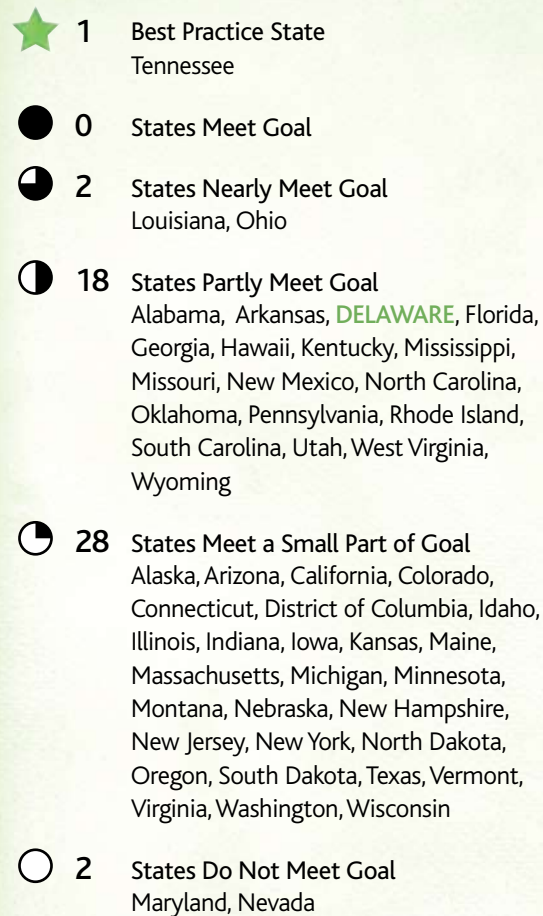 1 Best Practice State
Tennessee
0 States Meet Goal
2 States Nearly Meet Goal
Louisiana, Ohio
18 States Partly Meet Goal
Alabama, Arkansas, DELAWARE, Florida,
Georgia, Hawaii, Kentucky, Mississippi,
Missouri, New Mexico, North Carolina,
Oklahoma, Pennsylvania, Rhode Island,
South Carolina, Utah, West Virginia,
Wyoming
28 States Meet a Small Part of Goal
Alaska, Arizona, California, Colorado,
Connecticut, District of Columbia, Idaho,
Illinois, Indiana, Iowa, Kansas, Maine,
Massachusetts, Michigan, Minnesota,
Montana, Nebraska, New Hampshire,
New Jersey, New York, North Dakota,
Oregon, South Dakota, Texas, Vermont,
Virginia, Washington, Wisconsin
2 States Do Not Meet Goal
Maryland, Nevada